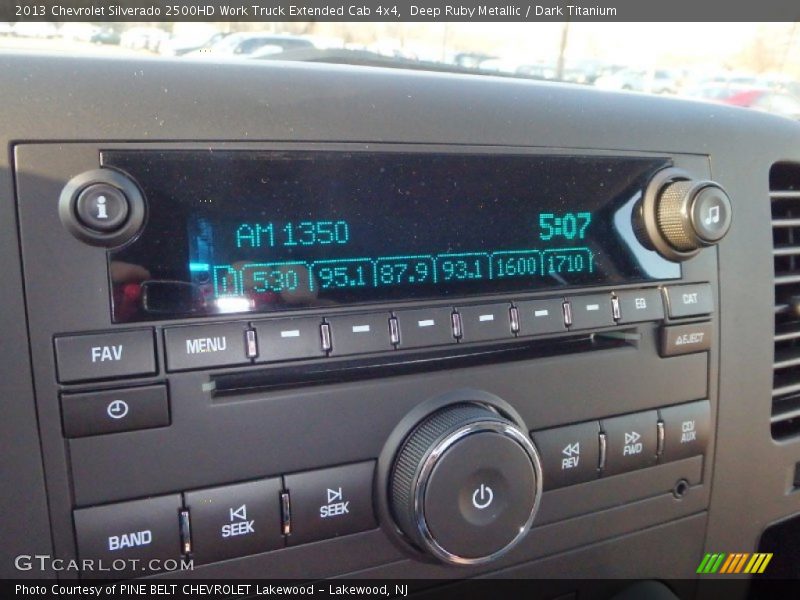 2013 Chevrolet Silverado 2500HD Work Truck Extended Cab 4x4, Deep Ruby Metallic / Dark Titanium
i
AM 1350 5:07
530 95.1 87.9 93.1 1600 1710
FAV MENU EQ CAT
EJECT
REV FWD CD/AUX
BAND SEEK SEEK
GTCARLOT.COM
Photo Courtesy of PINE BELT CHEVROLET Lakewood - Lakewood, NJ